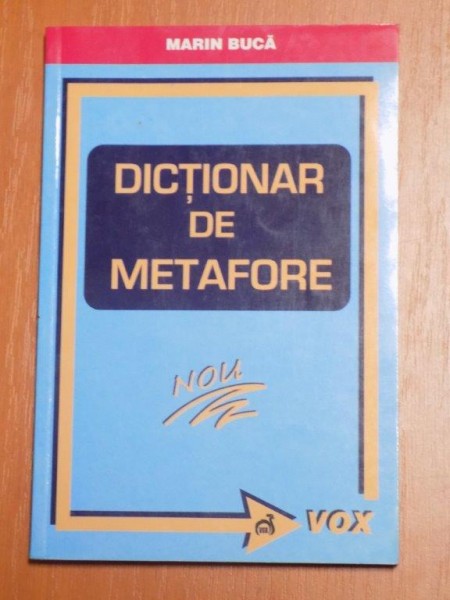 MARIN BUCĂ
DICȚIONAR
DE
METAFORE
NOU
VOX